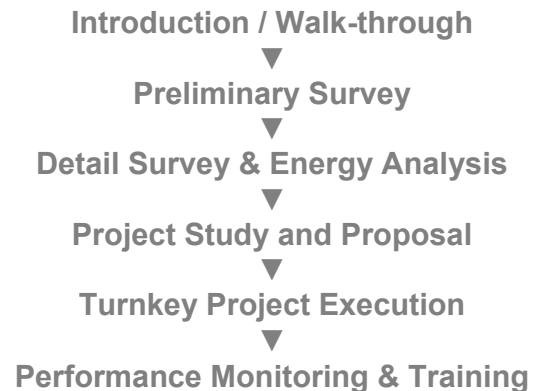 Introduction / Walk-through
Preliminary Survey
Detail Survey & Energy Analysis
Project Study and Proposal
Turnkey Project Execution
Performance Monitoring & Training